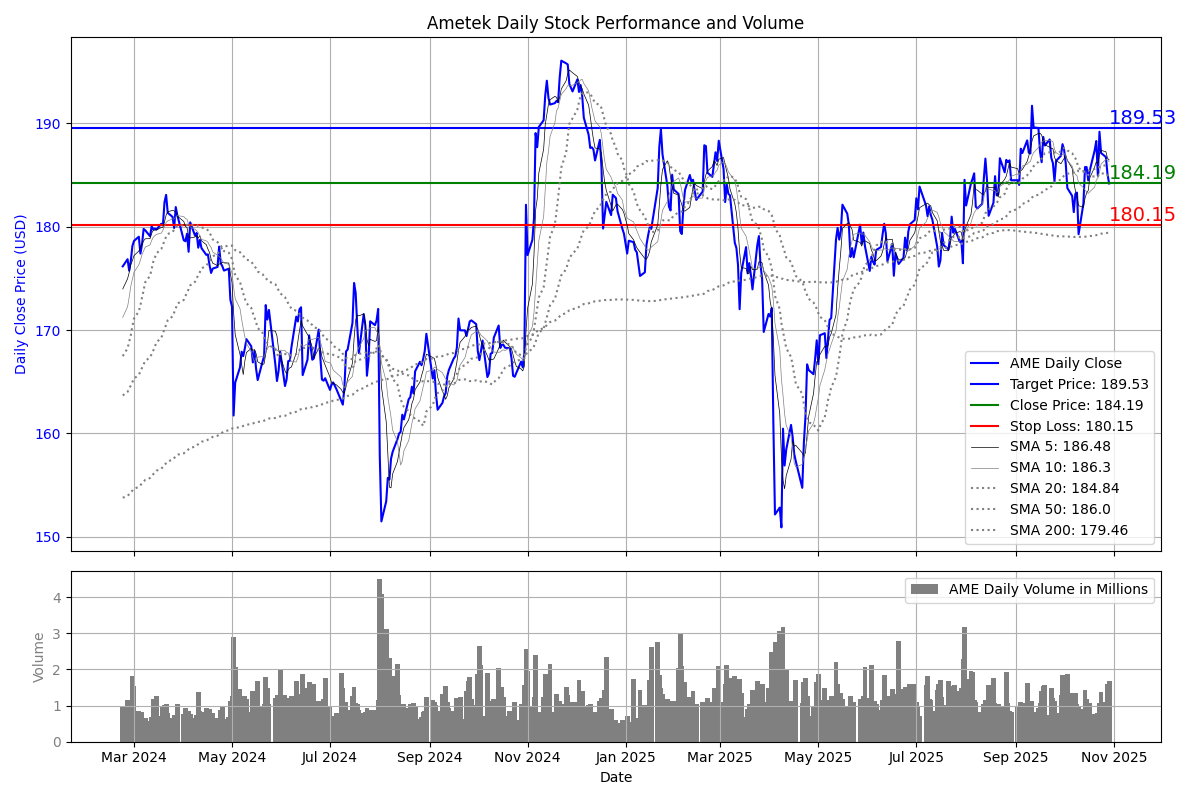 Ametek Daily Stock Performance and Volume
Daily Close Price (USD)
190
180
170
160
150
189.53
184.19
180.15
AME Daily Close
Target Price: 189.53
Close Price: 184.19
Stop Loss: 180.15
SMA 5: 186.48
SMA 10: 186.3
SMA 20: 184.84
SMA 50: 186.0
SMA 200: 179.46
Volume
4
3
2
1
0
AME Daily Volume in Millions
Mar 2024
May 2024
Jul 2024
Sep 2024
Nov 2024
Jan 2025
Mar 2025
May 2025
Jul 2025
Sep 2025
Nov 2025
Date